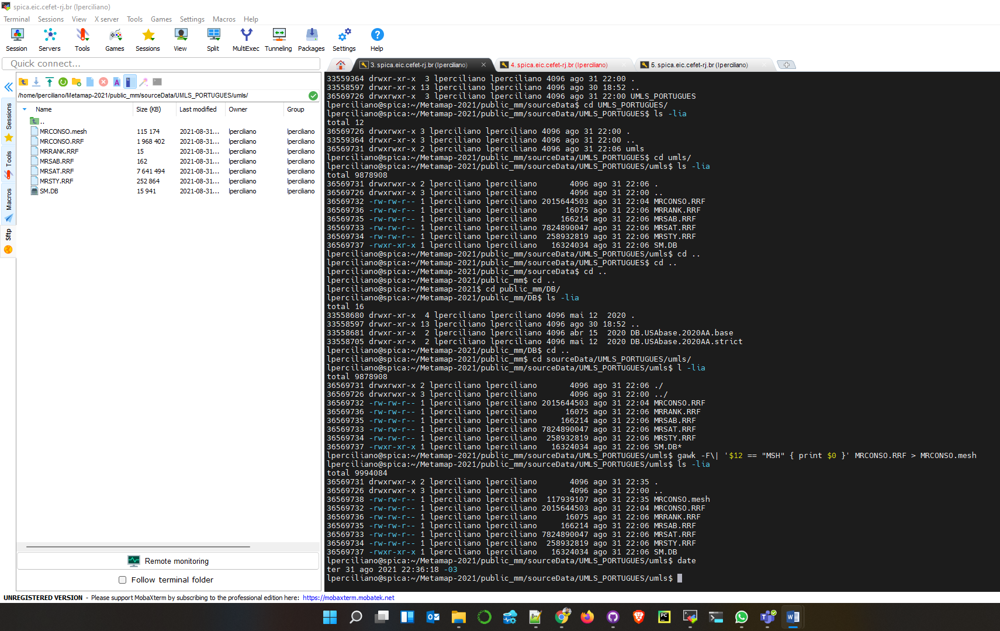 spica.eic.cefet-rj.br (lperciliano)
Terminal Sessions View X server Tools Games Settings Macros Help
Session Servers Tools Games Sessions View Split MultiExec Tunneling Packages Settings Help
Quick connect...
3. spica.eic.cefet-rj.br (lperciliano)
4. spica.eic.cefet-rj.br (lperciliano)
5. spica.eic.cefet-rj.br (lperciliano)
Sessions
Tools
Macros
Sftp
/home/lperciliano/Metamap-2021/public_mm/sourceData/UMLS_PORTUGUES/umls/
Name Size (KB) Last modified Owner Group
..
MRCONSO.mesh 115 174 2021-08-31... lperciliano lperciliano
MRCONSO.RRF 1 968 402 2021-08-31... lperciliano lperciliano
MRRANK.RRF 15 2021-08-31... lperciliano lperciliano
MRSAB.RRF 162 2021-08-31... lperciliano lperciliano
MRSAT.RRF 7 641 494 2021-08-31... lperciliano lperciliano
MRSTY.RRF 252 864 2021-08-31... lperciliano lperciliano
SM.DB 15 941 2021-08-31... lperciliano lperciliano
Remote monitoring
Follow terminal folder
33559364 drwxr-xr-x  3 lperciliano lperciliano 4096 ago 31 22:00 .
33558597 drwxr-xr-x 13 lperciliano lperciliano 4096 ago 30 18:52 ..
36569726 drwxrwxr-x  3 lperciliano lperciliano 4096 ago 31 22:00 UMLS_PORTUGUES
lperciliano@spica:~/Metamap-2021/public_mm/sourceData$ cd UMLS_PORTUGUES/
lperciliano@spica:~/Metamap-2021/public_mm/sourceData/UMLS_PORTUGUES$ ls -lia
total 12
36569726 drwxrwxr-x 3 lperciliano lperciliano 4096 ago 31 22:00 .
33559364 drwxr-xr-x 3 lperciliano lperciliano 4096 ago 31 22:00 ..
36569731 drwxrwxr-x 2 lperciliano lperciliano 4096 ago 31 22:06 umls
lperciliano@spica:~/Metamap-2021/public_mm/sourceData/UMLS_PORTUGUES$ cd umls/
lperciliano@spica:~/Metamap-2021/public_mm/sourceData/UMLS_PORTUGUES/umls$ ls -lia
total 9878908
36569731 drwxrwxr-x 2 lperciliano lperciliano       4096 ago 31 22:06 .
36569726 drwxrwxr-x 3 lperciliano lperciliano       4096 ago 31 22:00 ..
36569732 -rw-rw-r-- 1 lperciliano lperciliano 2015644503 ago 31 22:04 MRCONSO.RRF
36569736 -rw-rw-r-- 1 lperciliano lperciliano      16075 ago 31 22:06 MRRANK.RRF
36569735 -rw-rw-r-- 1 lperciliano lperciliano     166214 ago 31 22:06 MRSAB.RRF
36569733 -rw-rw-r-- 1 lperciliano lperciliano 7824890047 ago 31 22:06 MRSAT.RRF
36569734 -rw-rw-r-- 1 lperciliano lperciliano  258932819 ago 31 22:06 MRSTY.RRF
36569737 -rwxr-xr-x 1 lperciliano lperciliano   16324034 ago 31 22:06 SM.DB
lperciliano@spica:~/Metamap-2021/public_mm/sourceData/UMLS_PORTUGUES/umls$ cd ..
lperciliano@spica:~/Metamap-2021/public_mm/sourceData/UMLS_PORTUGUES$ cd ..
lperciliano@spica:~/Metamap-2021/public_mm/sourceData$ cd ..
lperciliano@spica:~/Metamap-2021/public_mm$ cd ..
lperciliano@spica:~/Metamap-2021$ cd public_mm/DB/
lperciliano@spica:~/Metamap-2021/public_mm/DB$ ls -lia
total 16
33558680 drwxr-xr-x  4 lperciliano lperciliano 4096 mai 12  2020 .
33558597 drwxr-xr-x 13 lperciliano lperciliano 4096 ago 30 18:52 ..
33558681 drwxr-xr-x  2 lperciliano lperciliano 4096 abr 15  2020 DB.USAbase.2020AA.base
33558705 drwxr-xr-x  2 lperciliano lperciliano 4096 mai 12  2020 DB.USAbase.2020AA.strict
lperciliano@spica:~/Metamap-2021/public_mm/DB$ cd ..
lperciliano@spica:~/Metamap-2021/public_mm$ cd sourceData/UMLS_PORTUGUES/umls/
lperciliano@spica:~/Metamap-2021/public_mm/sourceData/UMLS_PORTUGUES/umls$ l -lia
total 9878908
36569731 drwxrwxr-x 2 lperciliano lperciliano       4096 ago 31 22:06 ./
36569726 drwxrwxr-x 3 lperciliano lperciliano       4096 ago 31 22:00 ../
36569732 -rw-rw-r-- 1 lperciliano lperciliano 2015644503 ago 31 22:04 MRCONSO.RRF
36569736 -rw-rw-r-- 1 lperciliano lperciliano      16075 ago 31 22:06 MRRANK.RRF
36569735 -rw-rw-r-- 1 lperciliano lperciliano     166214 ago 31 22:06 MRSAB.RRF
36569733 -rw-rw-r-- 1 lperciliano lperciliano 7824890047 ago 31 22:06 MRSAT.RRF
36569734 -rw-rw-r-- 1 lperciliano lperciliano  258932819 ago 31 22:06 MRSTY.RRF
36569737 -rwxr-xr-x 1 lperciliano lperciliano   16324034 ago 31 22:06 SM.DB*
lperciliano@spica:~/Metamap-2021/public_mm/sourceData/UMLS_PORTUGUES/umls$ gawk -F\| '$12 == "MSH" { print $0 }' MRCONSO.RRF > MRCONSO.mesh
lperciliano@spica:~/Metamap-2021/public_mm/sourceData/UMLS_PORTUGUES/umls$ ls -lia
total 9994084
36569731 drwxrwxr-x 2 lperciliano lperciliano       4096 ago 31 22:35 .
36569726 drwxrwxr-x 3 lperciliano lperciliano       4096 ago 31 22:00 ..
36569738 -rw-rw-r-- 1 lperciliano lperciliano  117939107 ago 31 22:35 MRCONSO.mesh
36569732 -rw-rw-r-- 1 lperciliano lperciliano 2015644503 ago 31 22:04 MRCONSO.RRF
36569736 -rw-rw-r-- 1 lperciliano lperciliano      16075 ago 31 22:06 MRRANK.RRF
36569735 -rw-rw-r-- 1 lperciliano lperciliano     166214 ago 31 22:06 MRSAB.RRF
36569733 -rw-rw-r-- 1 lperciliano lperciliano 7824890047 ago 31 22:06 MRSAT.RRF
36569734 -rw-rw-r-- 1 lperciliano lperciliano  258932819 ago 31 22:06 MRSTY.RRF
36569737 -rwxr-xr-x 1 lperciliano lperciliano   16324034 ago 31 22:06 SM.DB
lperciliano@spica:~/Metamap-2021/public_mm/sourceData/UMLS_PORTUGUES/umls$ date
ter 31 ago 2021 22:36:18 -03
lperciliano@spica:~/Metamap-2021/public_mm/sourceData/UMLS_PORTUGUES/umls$
UNREGISTERED VERSION - Please support MobaXterm by subscribing to the professional edition here: https://mobaxterm.mobatek.net